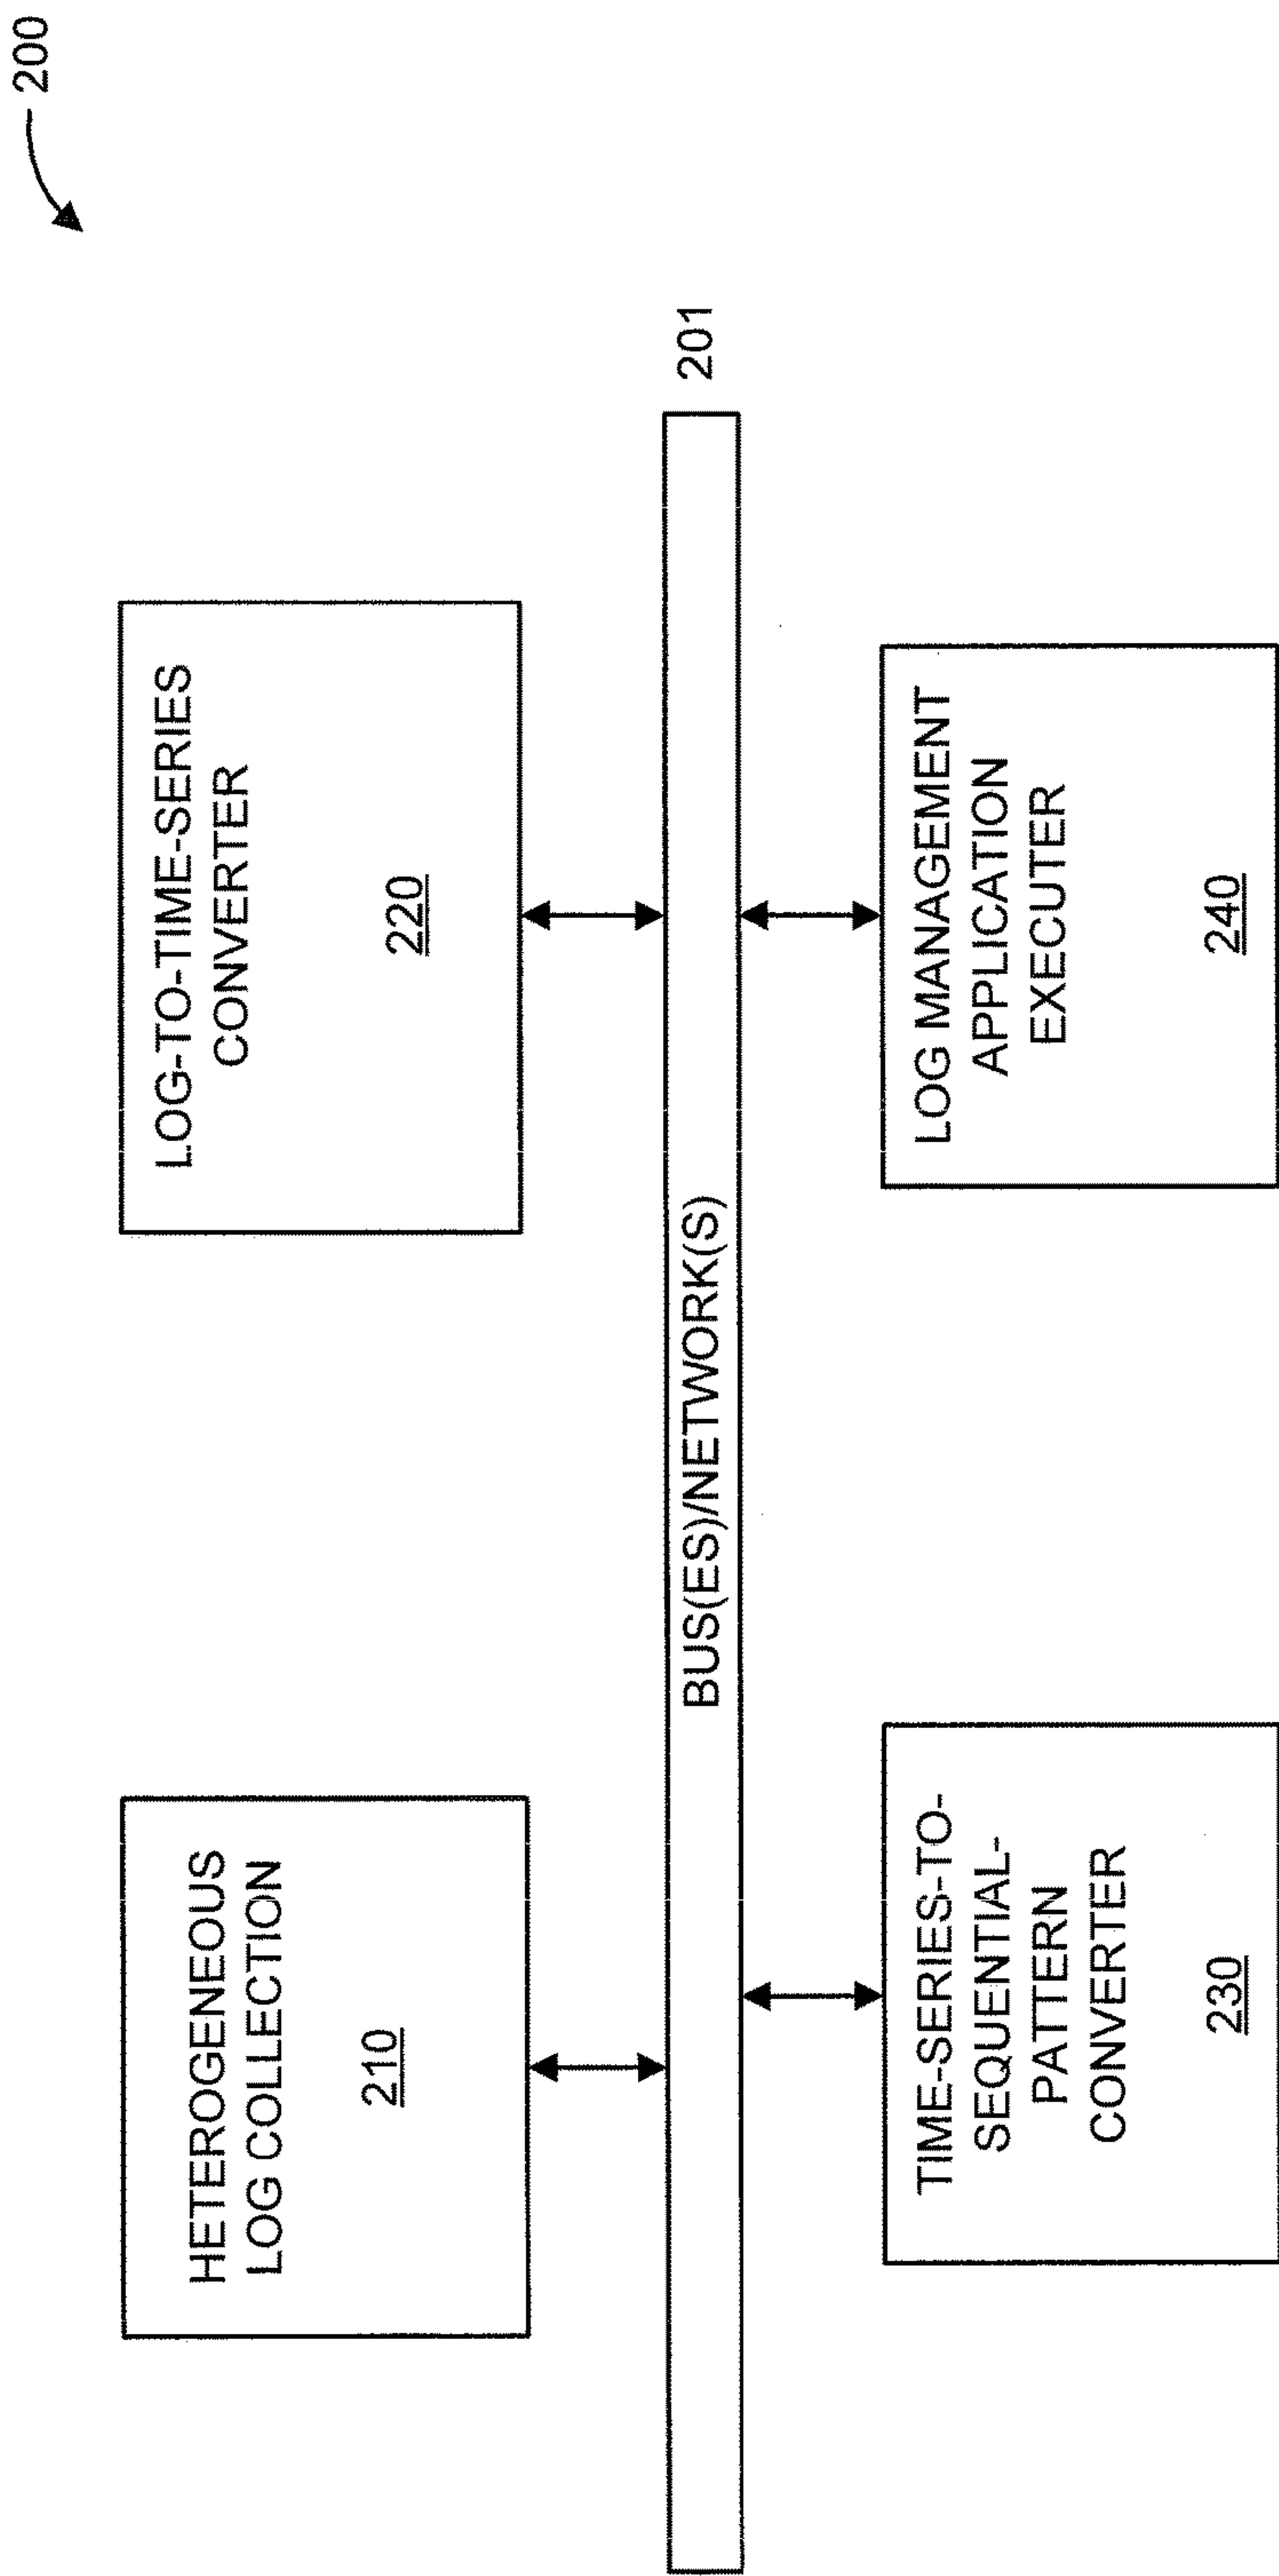 200
HETEROGENEOUS
LOG COLLECTION
210
LOG-TO-TIME-SERIES
CONVERTER
220
BUS(ES)/NETWORK(S)
201
TIME-SERIES-TO-
SEQUENTIAL-
PATTERN
CONVERTER
230
LOG MANAGEMENT
APPLICATION
EXECUTER
240